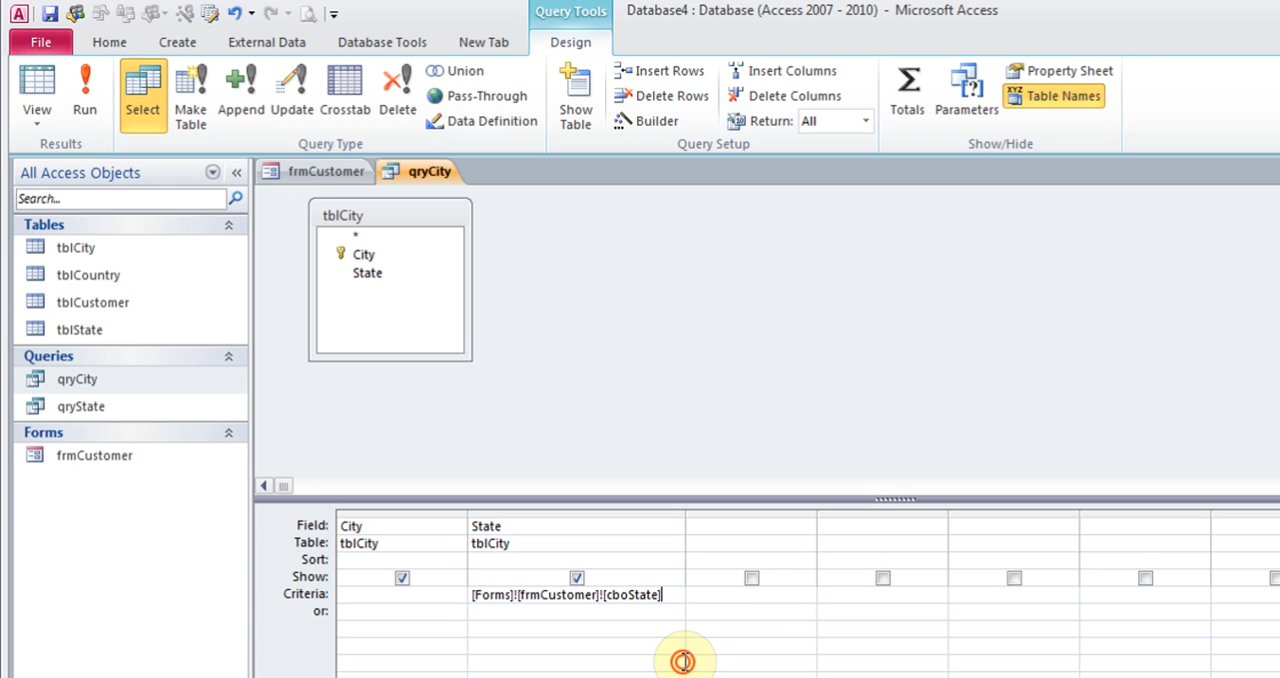 Query Tools
Database4 : Database (Access 2007 - 2010) - Microsoft Access
File Home Create External Data Database Tools New Tab Design
View
Run
Results
Select
Make Table
Append
Update
Crosstab
Delete
Union
Pass-Through
Data Definition
Query Type
Show Table
Insert Rows
Delete Rows
Builder
Insert Columns
Delete Columns
Return: All
Query Setup
Totals
Parameters
Property Sheet
XYZ Table Names
Show/Hide
All Access Objects
Search...
Tables
tblCity
tblCountry
tblCustomer
tblState
Queries
qryCity
qryState
Forms
frmCustomer
frmCustomer
qryCity
tblCity
*
City
State
Field: City State
Table: tblCity tblCity
Sort:
Show:
Criteria: [Forms]![frmCustomer]![cboState]
or: